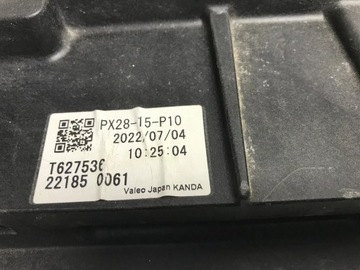 PX28-15-P10
2022/07/04
10:25:04
T627536
22185 0061
Valeo Japan KANDA